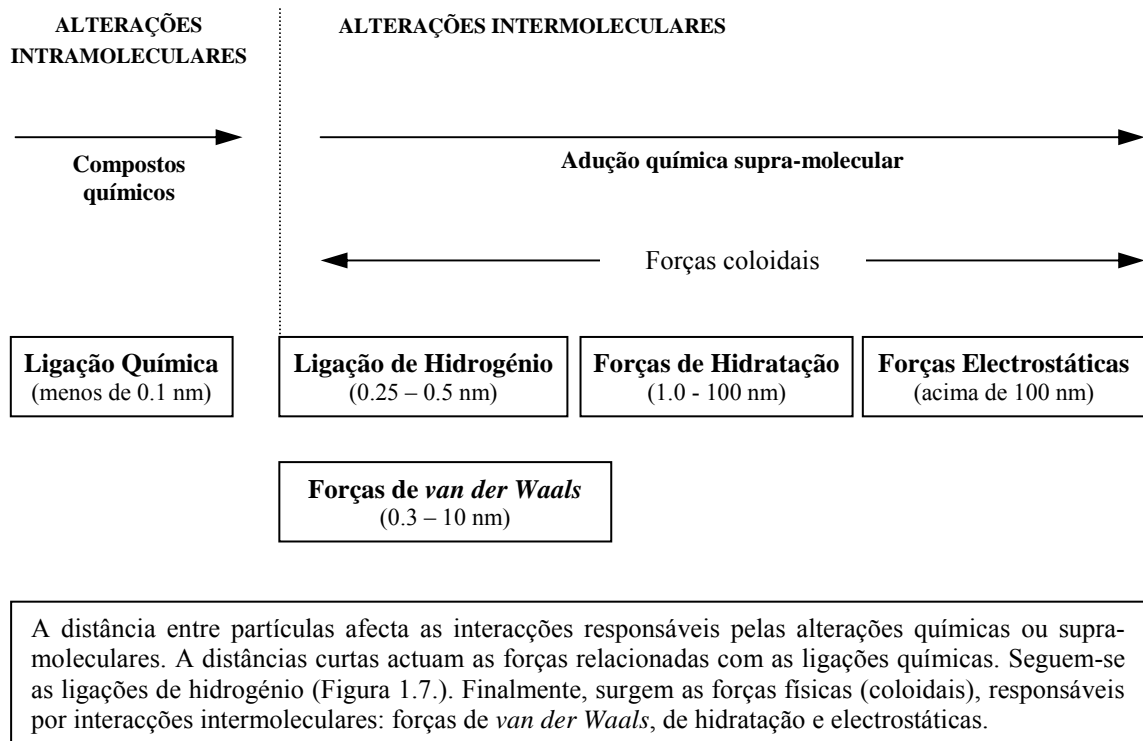 ALTERAÇÕES
INTRAMOLECULARES
ALTERAÇÕES INTERMOLECULARES
Compostos
químicos
Adução química supra-molecular
Forças coloidais
Ligação Química
(menos de 0.1 nm)
Ligação de Hidrogénio
(0.25 – 0.5 nm)
Forças de Hidratação
(1.0 - 100 nm)
Forças Electrostáticas
(acima de 100 nm)
Forças de van der Waals
(0.3 – 10 nm)
A distância entre partículas afecta as interacções responsáveis pelas alterações químicas ou supra-
moleculares. A distâncias curtas actuam as forças relacionadas com as ligações químicas. Seguem-se
as ligações de hidrogénio (Figura 1.7.). Finalmente, surgem as forças físicas (coloidais), responsáveis
por interacções intermoleculares: forças de van der Waals, de hidratação e electrostáticas.